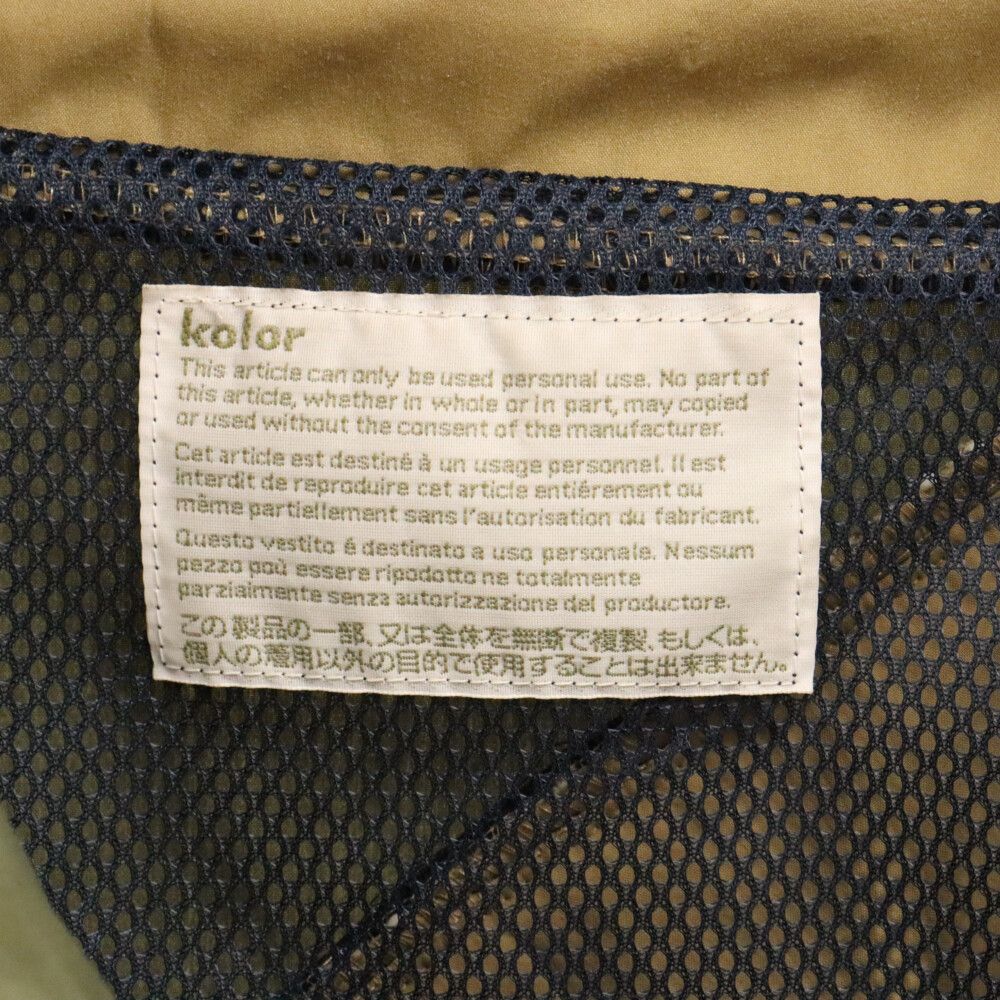 kolor
This article can only be used personal use. No part of
this article, whether in whole or in part, may copied
or used without the consent of the manufacturer.
Cet article est destiné à un usage personnel. Il est
interdit de reproduire cet article entiérement ou
même partiellement sans l'autorisation du fabricant.
Questo vestito é destinato a uso personale. Nessum
pezzo poù essere ripodotto ne totalmente
parzialmente senza autorizzazione del productore.
この製品の一部、又は全体を無断で複製、もしくは、
個人の着用以外の目的で使用することは出来ません。